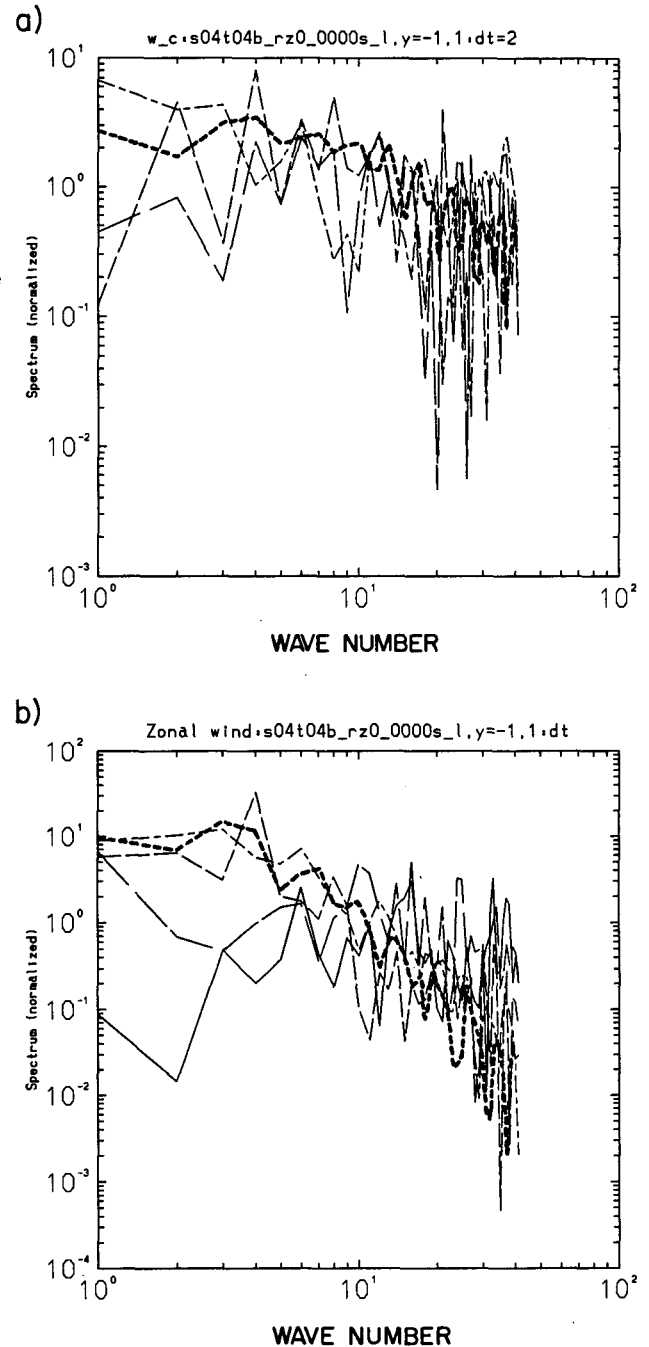 a)
w_c:s04t04b_rz0_0000s_l,y=-1,1:dt=2
10¹
10⁰
10⁻¹
10⁻²
10⁻³
Spectrum (normalized)
10⁰
10¹
10²
WAVE NUMBER
b)
Zonal wind:s04t04b_rz0_0000s_l,y=-1,1:dt
10²
10¹
10⁰
10⁻¹
10⁻²
10⁻³
10⁻⁴
Spectrum (normalized)
10⁰
10¹
10²
WAVE NUMBER